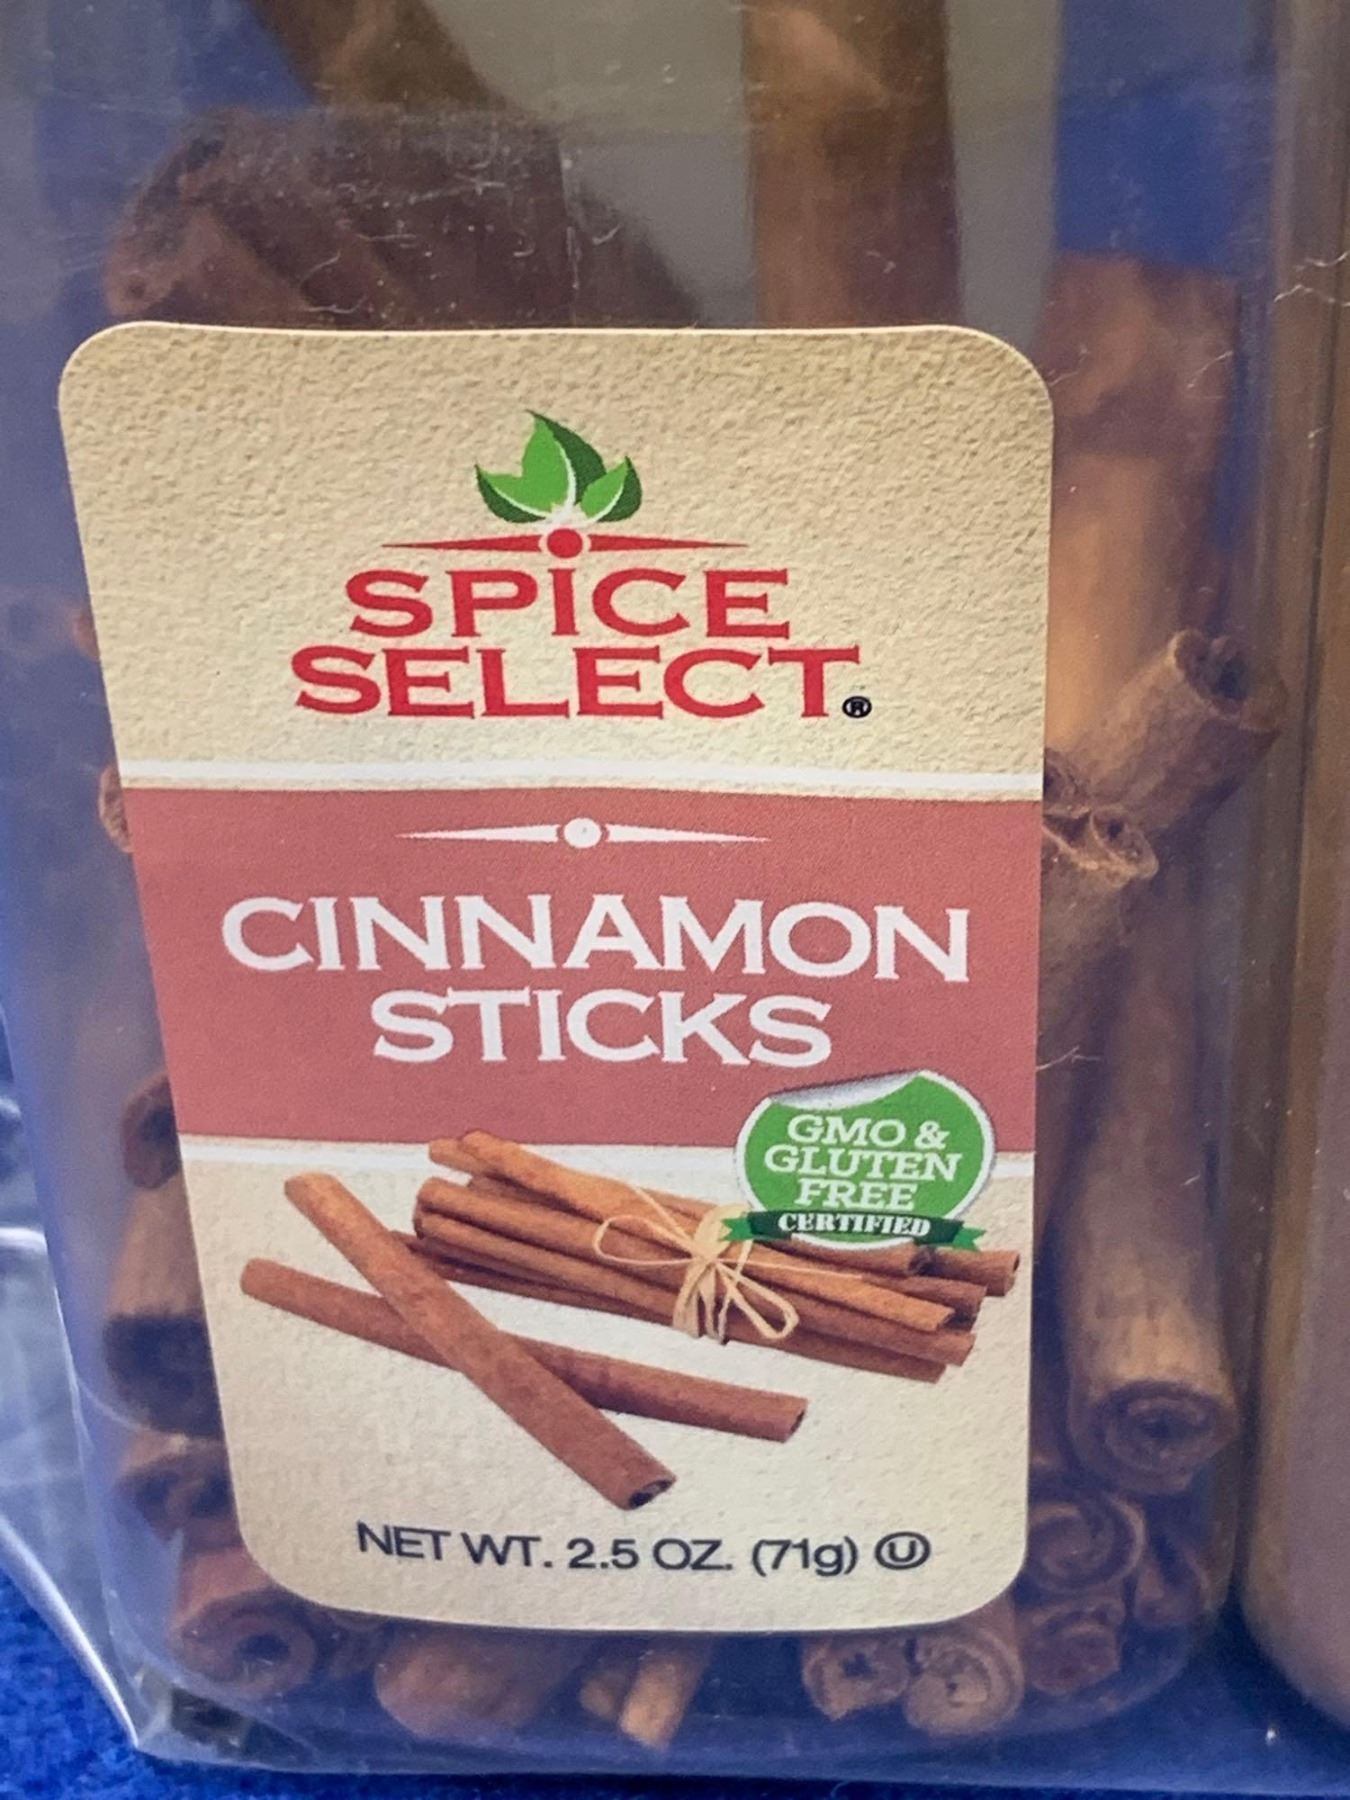 SPICE
SELECT®
CINNAMON
STICKS
GMO &
GLUTEN
FREE
CERTIFIED
NET WT. 2.5 OZ. (71g) Ⓤ